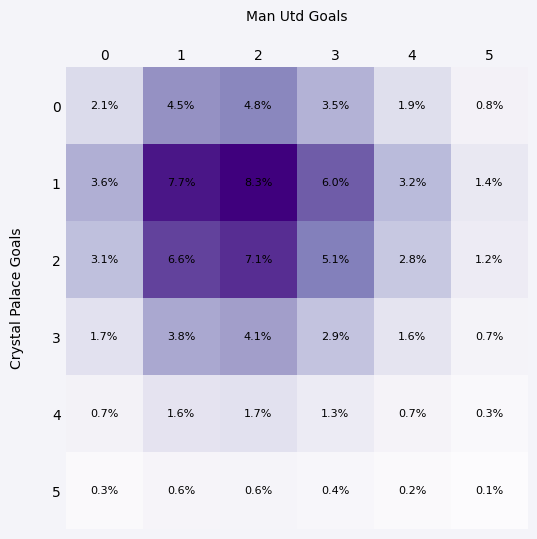 Man Utd Goals
0 1 2 3 4 5
0 2.1% 4.5% 4.8% 3.5% 1.9% 0.8%
1 3.6% 7.7% 8.3% 6.0% 3.2% 1.4%
2 3.1% 6.6% 7.1% 5.1% 2.8% 1.2%
3 1.7% 3.8% 4.1% 2.9% 1.6% 0.7%
4 0.7% 1.6% 1.7% 1.3% 0.7% 0.3%
5 0.3% 0.6% 0.6% 0.4% 0.2% 0.1%
Crystal Palace Goals